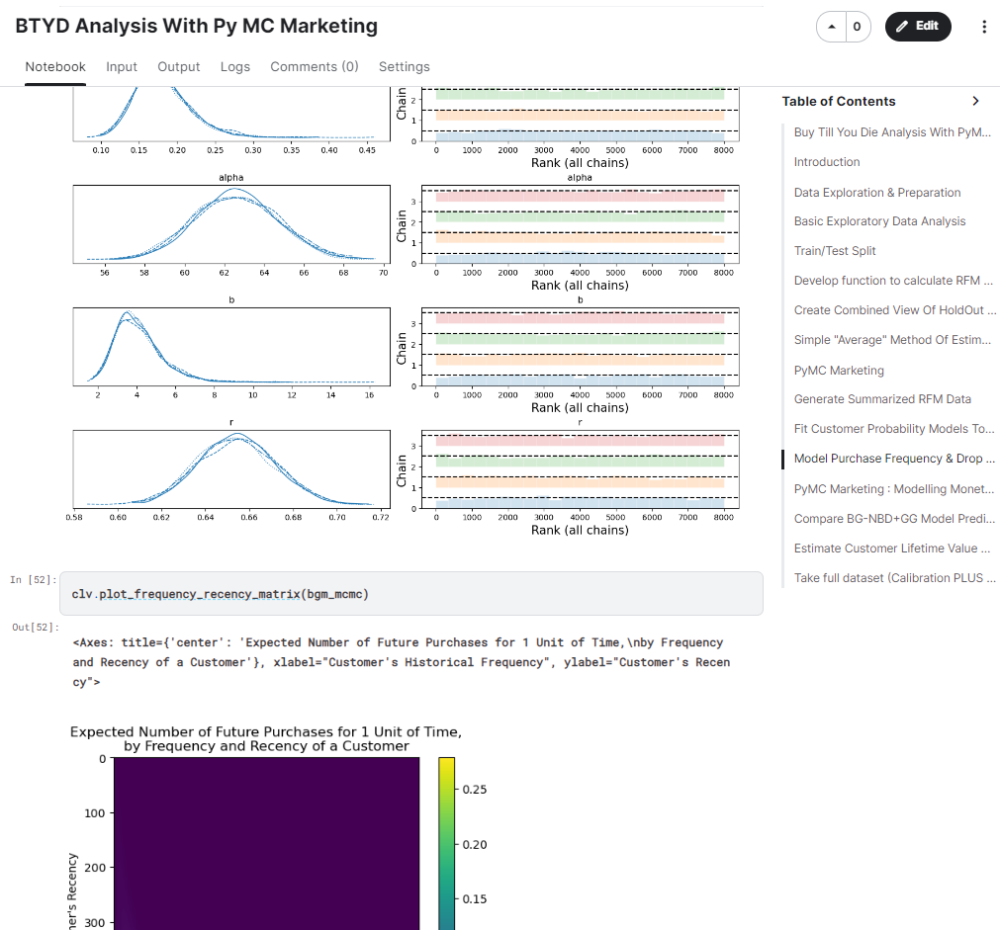 BTYD Analysis With Py MC Marketing
0
Edit
Notebook Input Output Logs Comments (0) Settings
0.10 0.15 0.20 0.25 0.30 0.35 0.40 0.45
Chain
2
1
0
0 1000 2000 3000 4000 5000 6000 7000 8000
Rank (all chains)
alpha
56 58 60 62 64 66 68 70
alpha
Chain
3
2
1
0
0 1000 2000 3000 4000 5000 6000 7000 8000
Rank (all chains)
b
2 4 6 8 10 12 14 16
b
Chain
3
2
1
0
0 1000 2000 3000 4000 5000 6000 7000 8000
Rank (all chains)
r
0.58 0.60 0.62 0.64 0.66 0.68 0.70 0.72
r
Chain
3
2
1
0
0 1000 2000 3000 4000 5000 6000 7000 8000
Rank (all chains)
In [52]:
clv.plot_frequency_recency_matrix(bgm_mcmc)
Out[52]:
<Axes: title={'center': 'Expected Number of Future Purchases for 1 Unit of Time,\nby Frequency
and Recency of a Customer'}, xlabel="Customer's Historical Frequency", ylabel="Customer's Recen
cy">
Expected Number of Future Purchases for 1 Unit of Time,
by Frequency and Recency of a Customer
0
100
200
300
ner's Recency
0.25
0.20
0.15
Table of Contents
Buy Till You Die Analysis With PyM...
Introduction
Data Exploration & Preparation
Basic Exploratory Data Analysis
Train/Test Split
Develop function to calculate RFM ...
Create Combined View Of HoldOut ...
Simple "Average" Method Of Estim...
PyMC Marketing
Generate Summarized RFM Data
Fit Customer Probability Models To...
Model Purchase Frequency & Drop ...
PyMC Marketing : Modelling Monet...
Compare BG-NBD+GG Model Predi...
Estimate Customer Lifetime Value ...
Take full dataset (Calibration PLUS ...